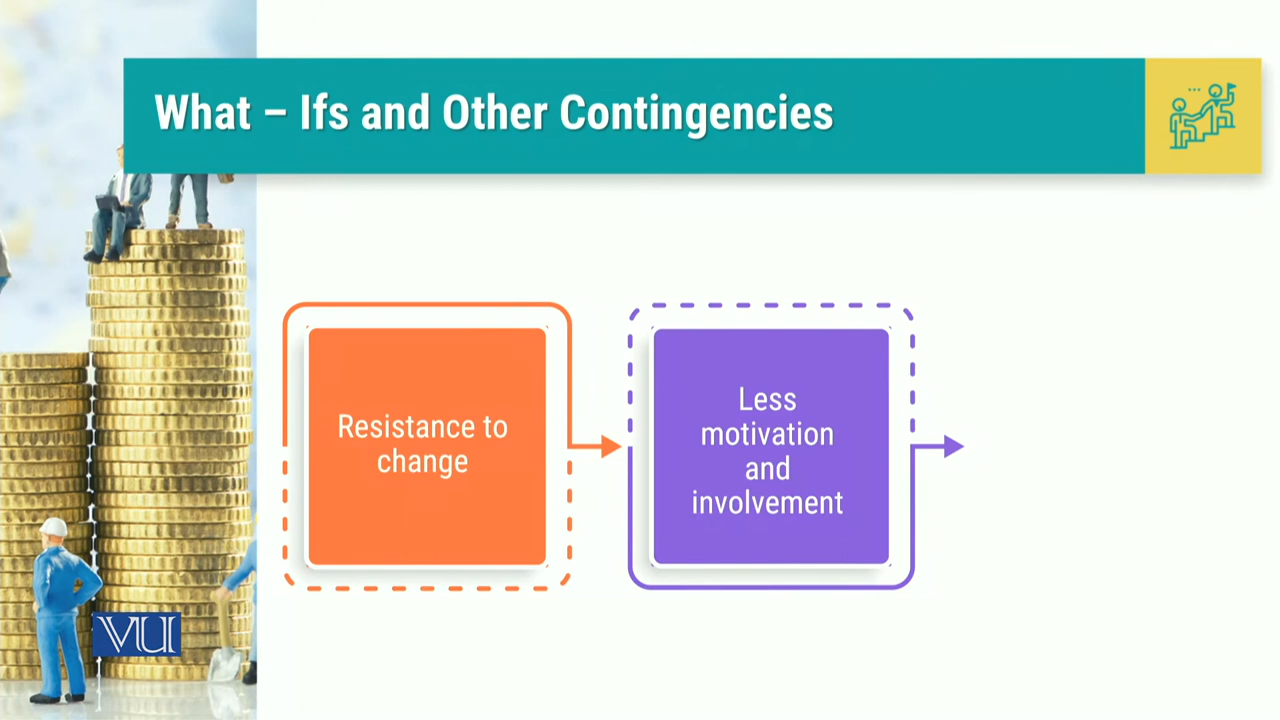 What – Ifs and Other Contingencies
Resistance to
change
Less
motivation
and
involvement
VU